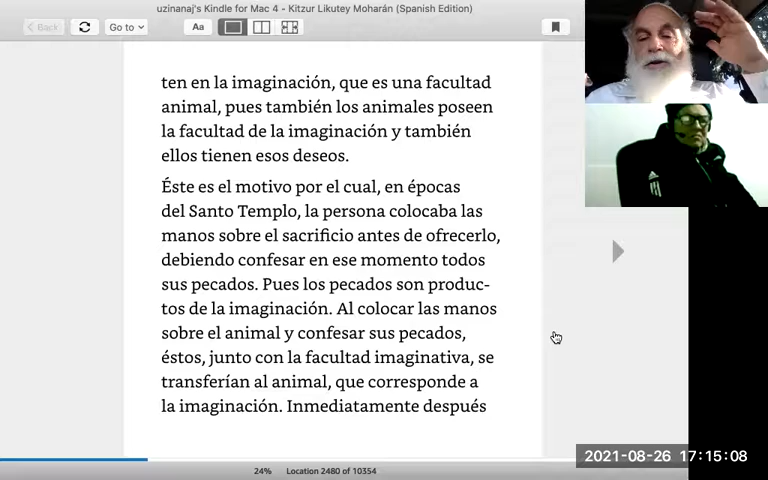 uzinanaj's Kindle for Mac 4 - Kitzur Likutey Moharán (Spanish Edition)
Back
Go to
Aa
ten en la imaginación, que es una facultad
animal, pues también los animales poseen
la facultad de la imaginación y también
ellos tienen esos deseos.
Éste es el motivo por el cual, en épocas
del Santo Templo, la persona colocaba las
manos sobre el sacrificio antes de ofrecerlo,
debiendo confesar en ese momento todos
sus pecados. Pues los pecados son produc-
tos de la imaginación. Al colocar las manos
sobre el animal y confesar sus pecados,
éstos, junto con la facultad imaginativa, se
transferían al animal, que corresponde a
la imaginación. Inmediatamente después
24% Location 2480 of 10354
2021-08-26 17:15:08